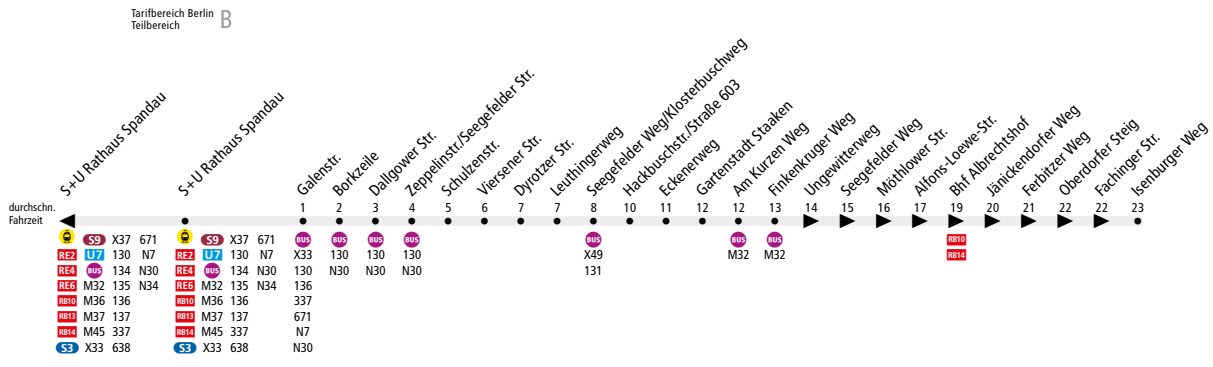 Tarifbereich Berlin
Teilbereich B
S+U Rathaus Spandau
S+U Rathaus Spandau
Galenstr.
Borkzeile
Dallgower Str.
Zeppelinstr./Seegefelder Str.
Schulzenstr.
Viersener Str.
Dyrotzer Str.
Leuthingerweg
Seegefelder Weg/Klosterbuschweg
Hackbuschstr./Straße 603
Eckenerweg
Gartenstadt Staaken
Am Kurzen Weg
Finkenkruger Weg
Ungewitterweg
Seegefelder Weg
Möthlower Str.
Alfons-Loewe-Str.
Bhf Albrechtshof
Jänickendorfer Weg
Ferbitzer Weg
Oberdorfer Steig
Fachinger Str.
Isenburger Weg
durchschn. 1 2 3 4 5 6 7 7 8 10 11 12 12 13 14 15 16 17 19 20 21 22 22 23
Fahrzeit
S9 X37 671 S9 X37 671 BUS BUS BUS BUS BUS BUS BUS RB10
RE2 U7 130 N7 RE2 U7 130 N7 X33 130 130 130 X49 M32 M32 RB14
RE4 BUS 134 N30 RE4 BUS 134 N30 130 N30 N30 N30 131
RE6 M32 135 N34 RE6 M32 135 N34 136
RB10 M36 136 RB10 M36 136 337
RB13 M37 137 RB13 M37 137 671
RB14 M45 337 RB14 M45 337 N7
S3 X33 638 S3 X33 638 N30